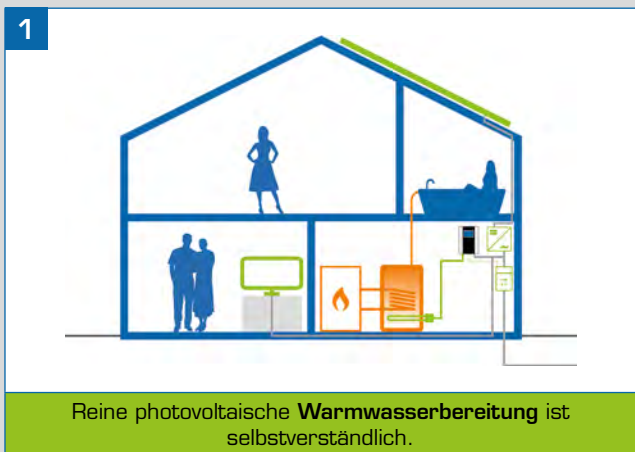 1
Reine photovoltaische Warmwasserbereitung ist
selbstverständlich.